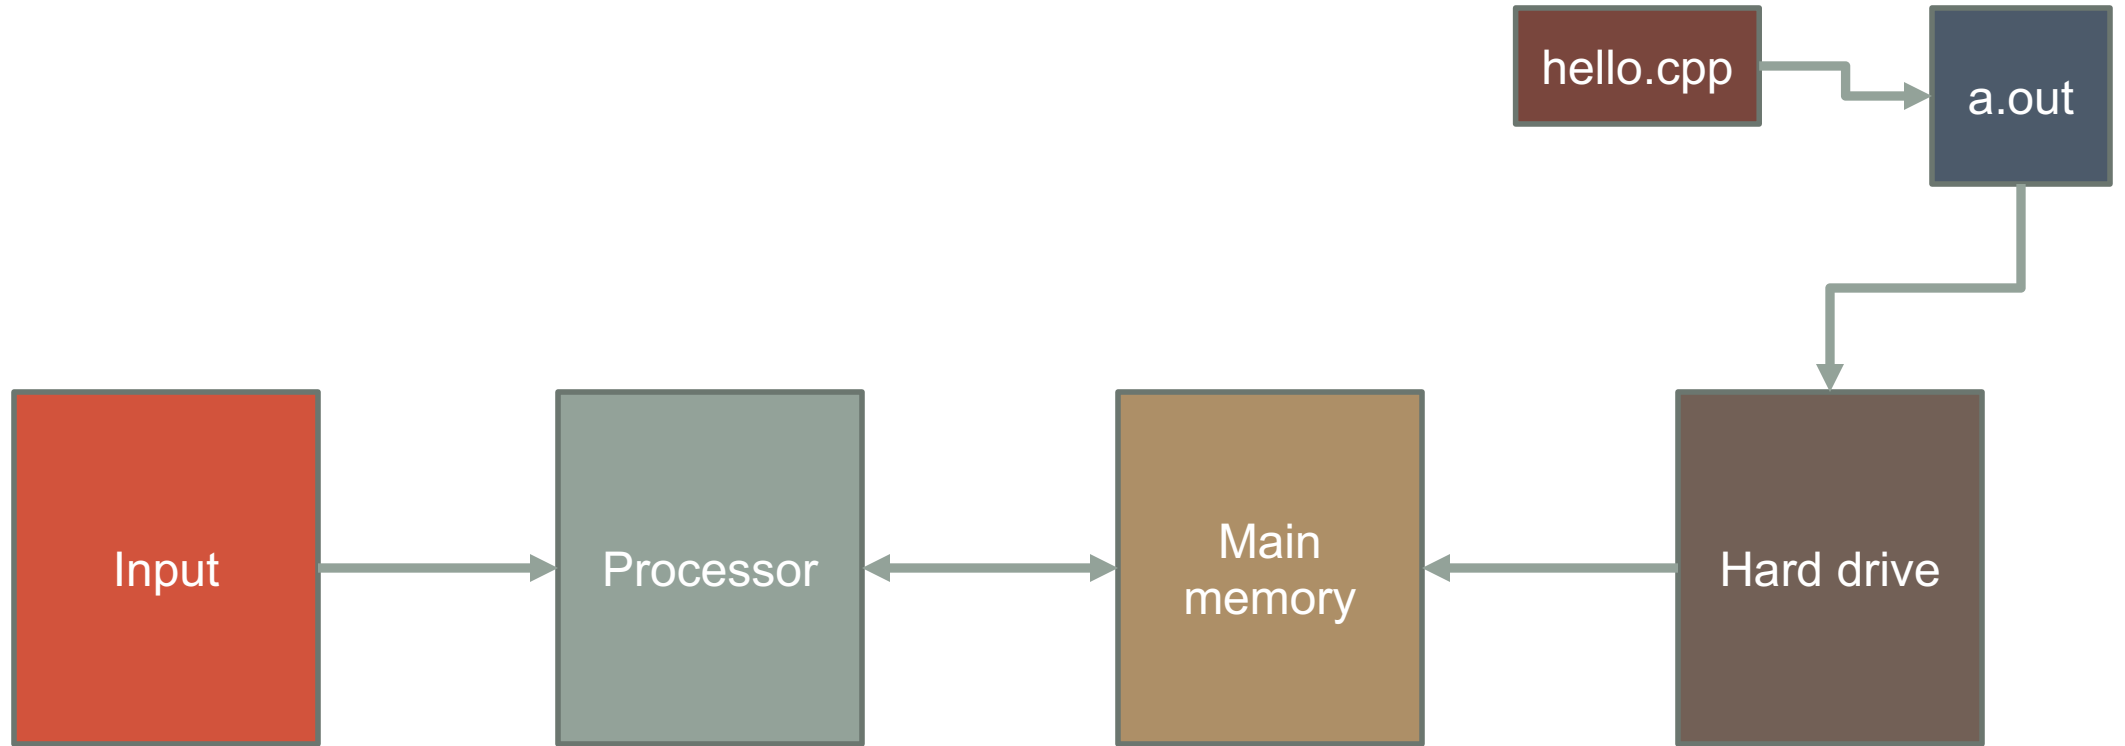 hello.cpp
a.out
Input
Processor
Main
memory
Hard drive